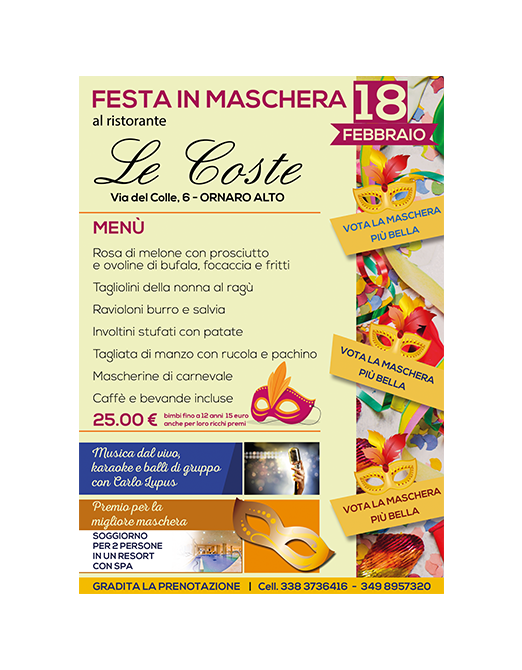 FESTA IN MASCHERA
18
FEBBRAIO
al ristorante
Le Coste
Via del Colle, 6 - ORNARO ALTO
MENÙ
Rosa di melone con prosciutto
e ovoline di bufala, focaccia e fritti
Tagliolini della nonna al ragù
Ravioloni burro e salvia
Involtini stufati con patate
Tagliata di manzo con rucola e pachino
Mascherine di carnevale
Caffè e bevande incluse
25.00 €
bimbi fino a 12 anni 15 euro
anche per loro ricchi premi
VOTA LA MASCHERA
PIÙ BELLA
VOTA LA MASCHERA
PIÙ BELLA
VOTA LA MASCHERA
PIÙ BELLA
Musica dal vivo,
karaoke e balli di gruppo
con Carlo Lupus
Premio per la
migliore maschera
SOGGIORNO
PER 2 PERSONE
IN UN RESORT
CON SPA
GRADITA LA PRENOTAZIONE | Cell. 338 3736416 - 349 8957320